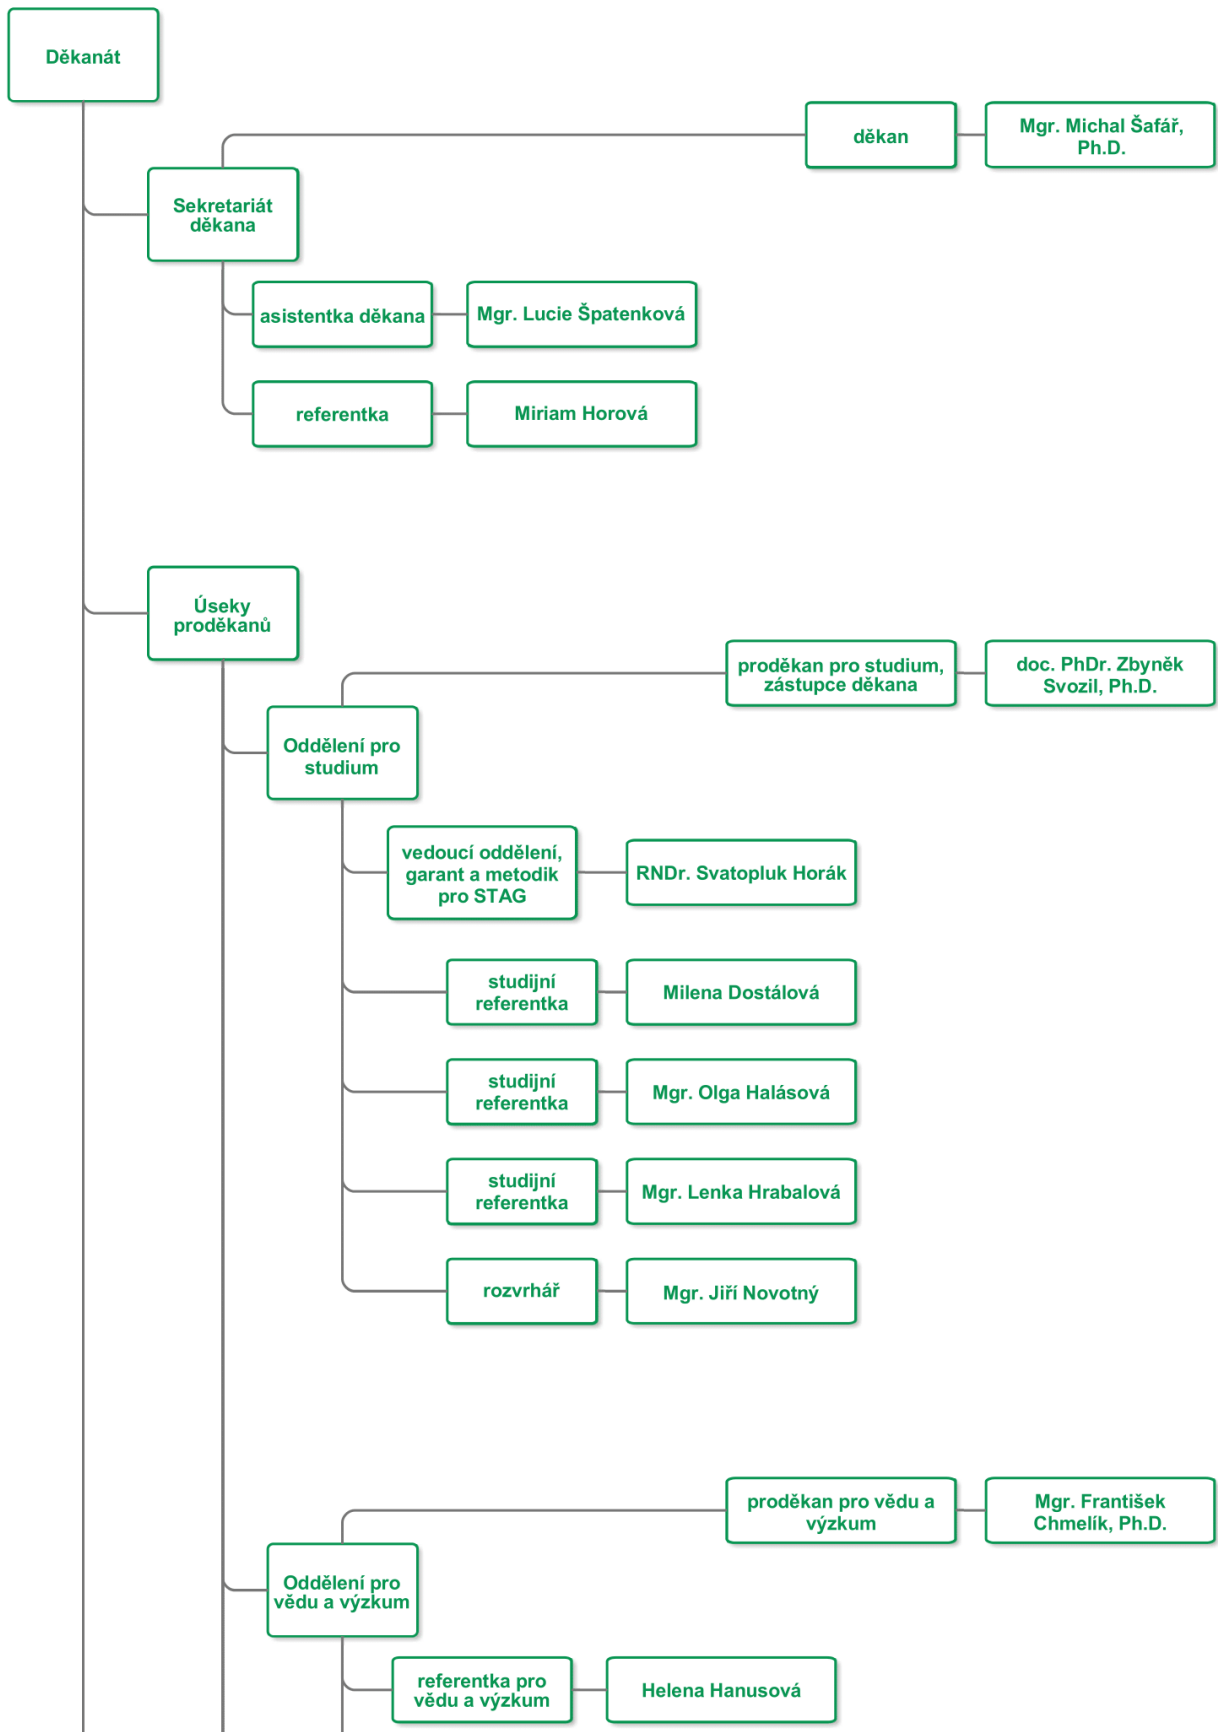 Děkanát
děkan
Mgr. Michal Šafář,
Ph.D.
Sekretariát
děkana
asistentka děkana
Mgr. Lucie Špatenková
referentka
Miriam Horová
Úseky
proděkanů
proděkan pro studium,
zástupce děkana
doc. PhDr. Zbyněk
Svozil, Ph.D.
Oddělení pro
studium
vedoucí oddělení,
garant a metodik
pro STAG
RNDr. Svatopluk Horák
studijní
referentka
Milena Dostálová
studijní
referentka
Mgr. Olga Halásová
studijní
referentka
Mgr. Lenka Hrabalová
rozvrhář
Mgr. Jiří Novotný
proděkan pro vědu a
výzkum
Mgr. František
Chmelík, Ph.D.
Oddělení pro
vědu a výzkum
referentka pro
vědu a výzkum
Helena Hanusová